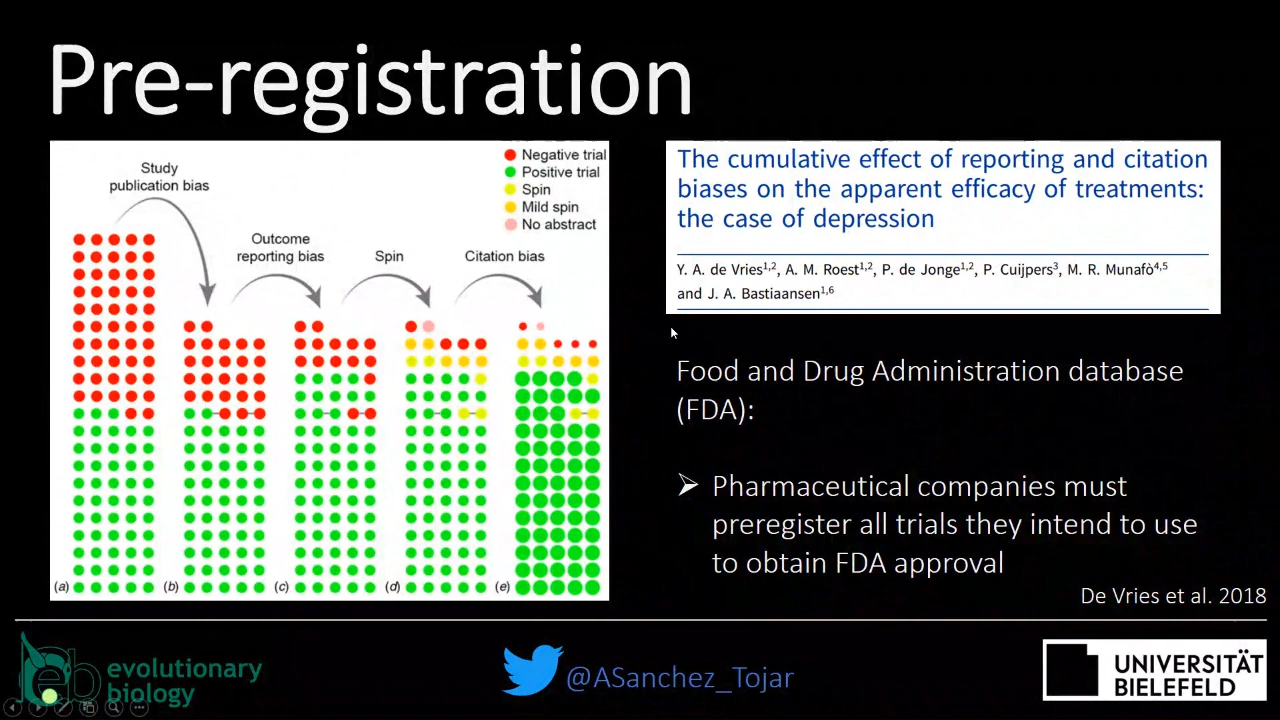 Pre-registration
Study
publication bias
Outcome
reporting bias
Spin
Citation bias
Negative trial
Positive trial
Spin
Mild spin
No abstract
(a)
(b)
(c)
(d)
(e)
The cumulative effect of reporting and citation
biases on the apparent efficacy of treatments:
the case of depression
Y. A. de Vries1,2, A. M. Roest1,2, P. de Jonge1,2, P. Cuijpers3, M. R. Munafò4,5
and J. A. Bastiaansen1,6
Food and Drug Administration database
(FDA):
➢ Pharmaceutical companies must
preregister all trials they intend to use
to obtain FDA approval
De Vries et al. 2018
eb
evolutionary
biology
@ASanchez_Tojar
UNIVERSITÄT
BIELEFELD